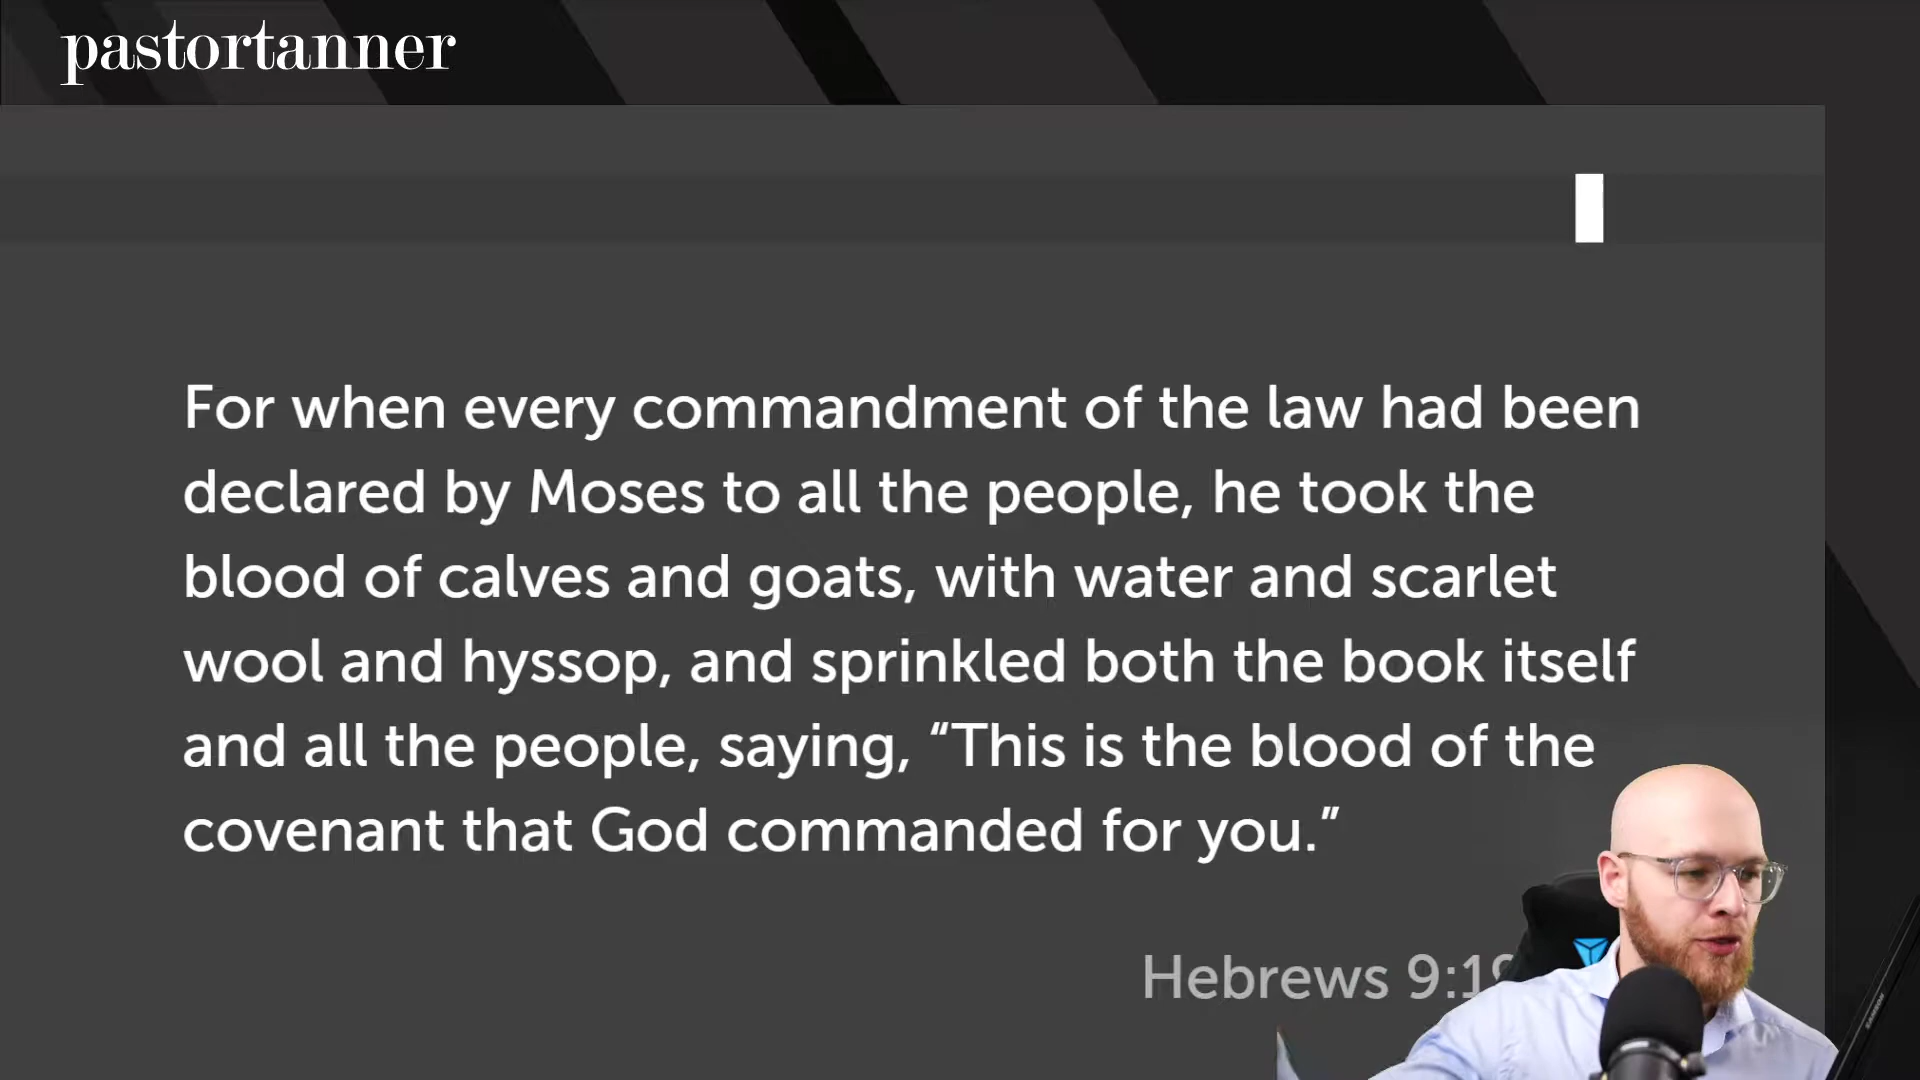 pastortanner
For when every commandment of the law had been
declared by Moses to all the people, he took the
blood of calves and goats, with water and scarlet
wool and hyssop, and sprinkled both the book itself
and all the people, saying, “This is the blood of the
covenant that God commanded for you.”
Hebrews 9:19
SAMSON